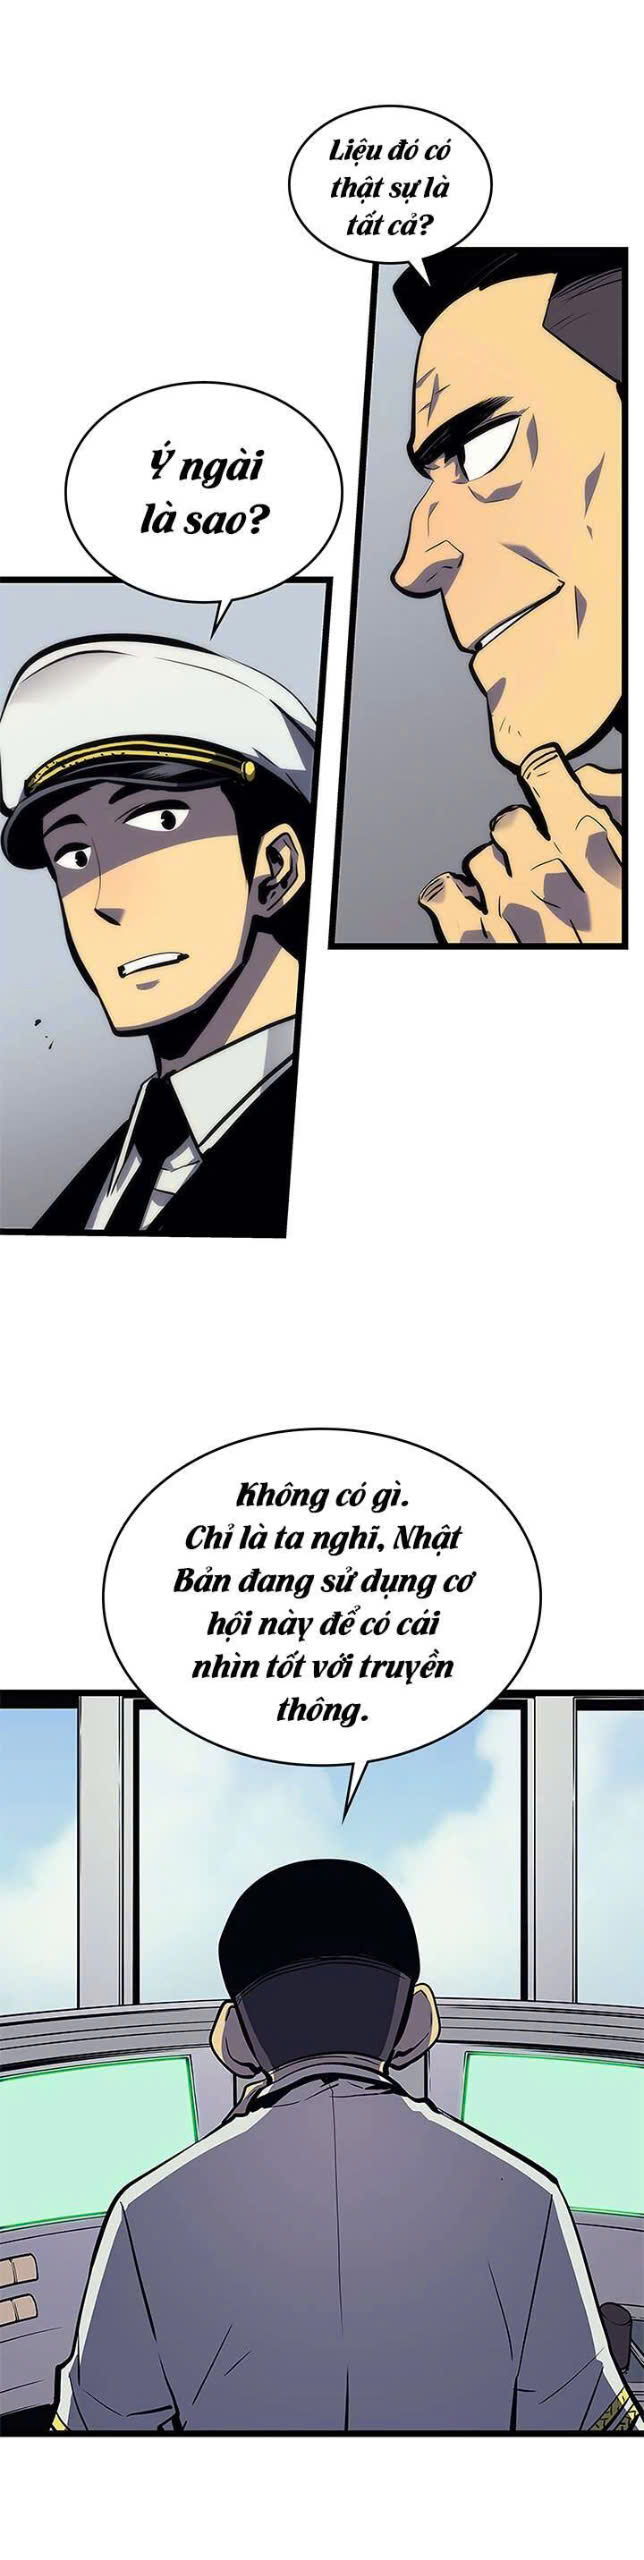 Liệu đó có
thật sự là
tất cả?
Ý ngài
là sao?
Không có gì.
Chỉ là ta nghĩ, Nhật
Bản đang sử dụng cơ
hội này để có cái
nhìn tốt với truyền
thông.